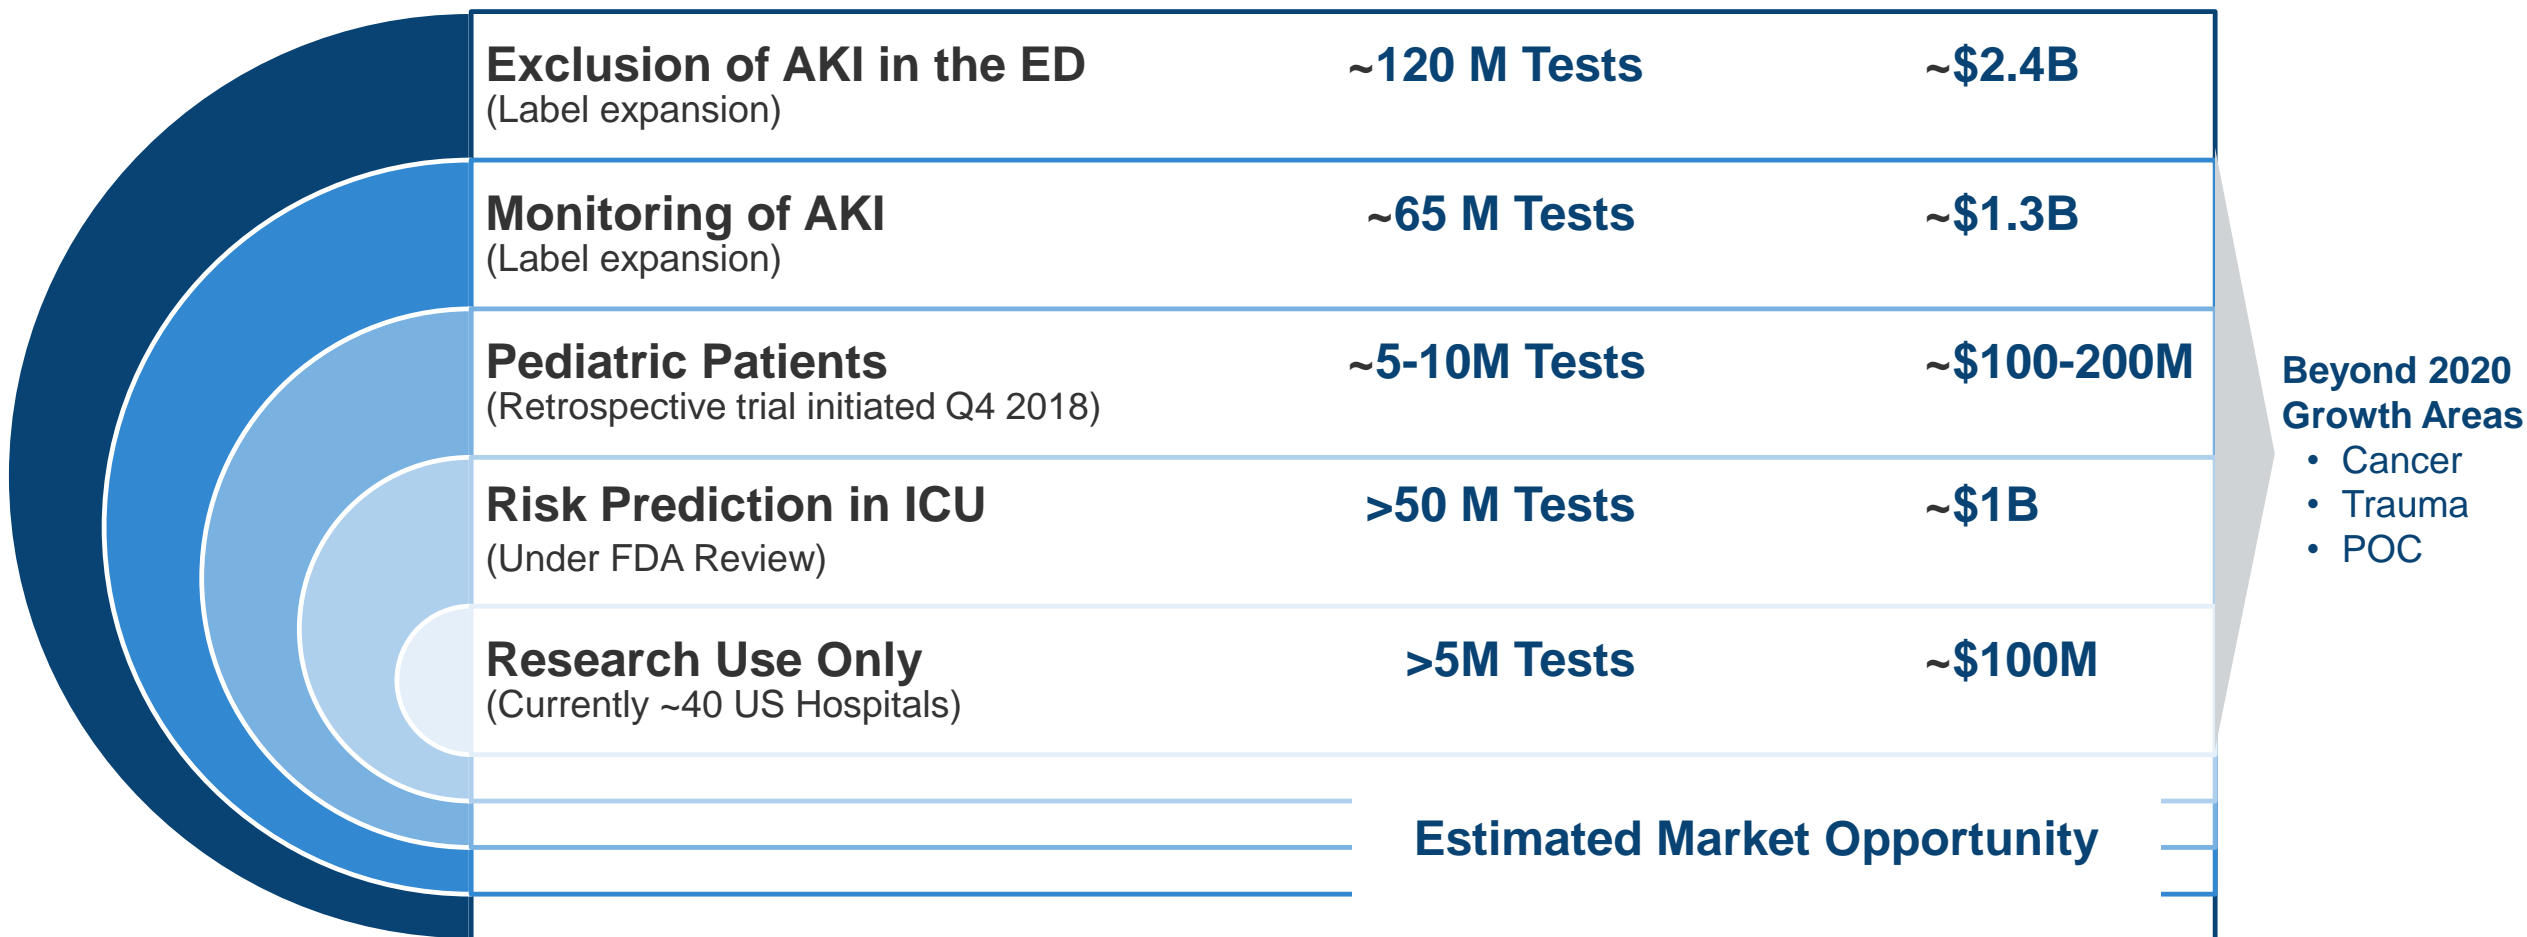 Exclusion of AKI in the ED ~120 M Tests ~$2.4B
(Label expansion)
Monitoring of AKI ~65 M Tests ~$1.3B
(Label expansion)
Pediatric Patients ~5-10M Tests ~$100-200M
(Retrospective trial initiated Q4 2018)
Risk Prediction in ICU >50 M Tests ~$1B
(Under FDA Review)
Research Use Only >5M Tests ~$100M
(Currently ~40 US Hospitals)
Estimated Market Opportunity
Beyond 2020
Growth Areas
• Cancer
• Trauma
• POC